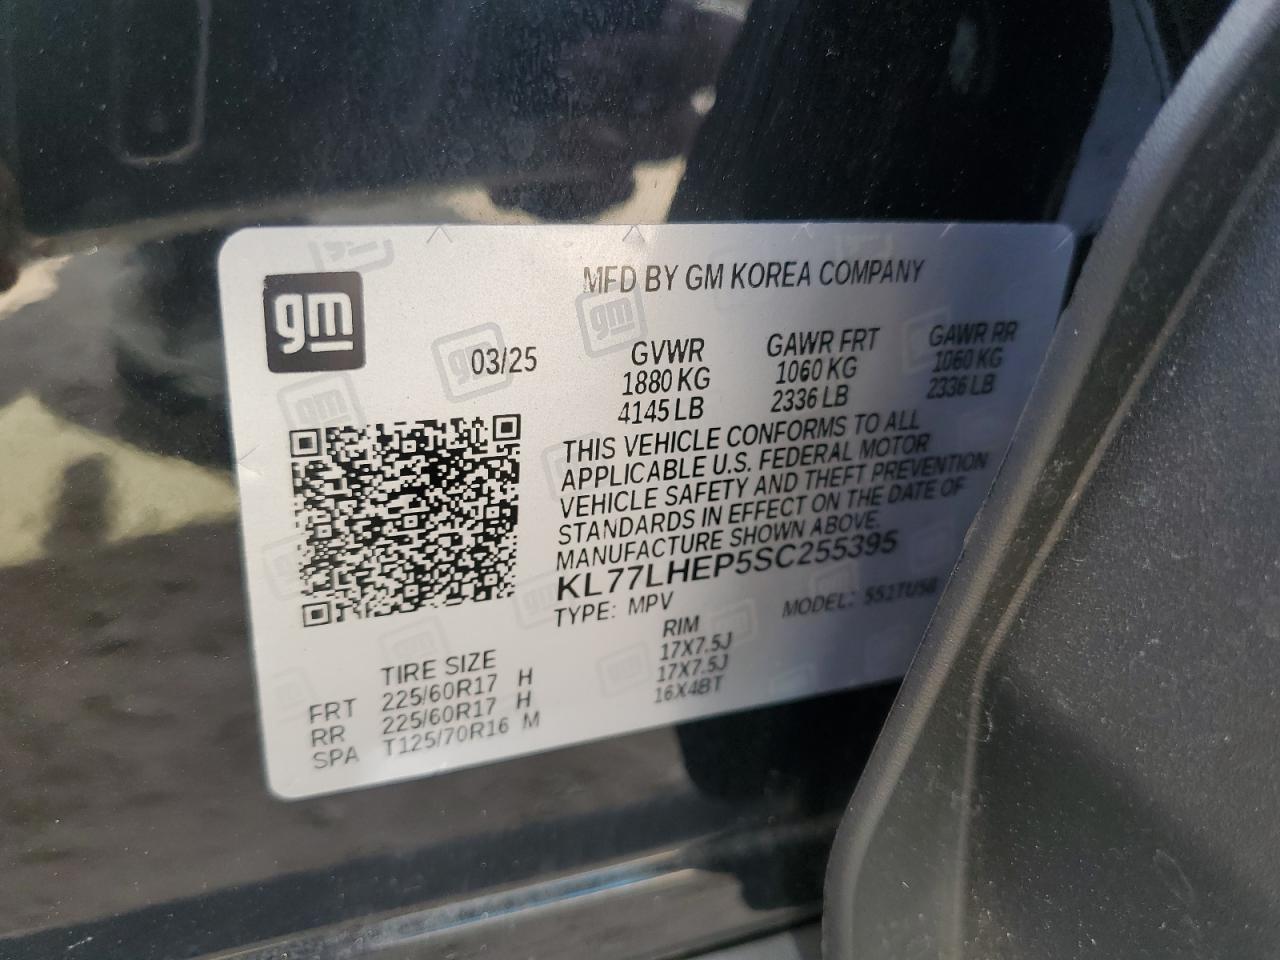 gm
MFD BY GM KOREA COMPANY
03/25
GVWR GAWR FRT GAWR RR
1880 KG 1060 KG 1060 KG
4145 LB 2336 LB 2336 LB
THIS VEHICLE CONFORMS TO ALL
APPLICABLE U.S. FEDERAL MOTOR
VEHICLE SAFETY AND THEFT PREVENTION
STANDARDS IN EFFECT ON THE DATE OF
MANUFACTURE SHOWN ABOVE.
KL77LHEP5SC255395
TYPE: MPV MODEL: 551TU58
TIRE SIZE RIM
FRT 225/60R17 H 17X7.5J
RR 225/60R17 H 17X7.5J
SPA T125/70R16 M 16X4BT